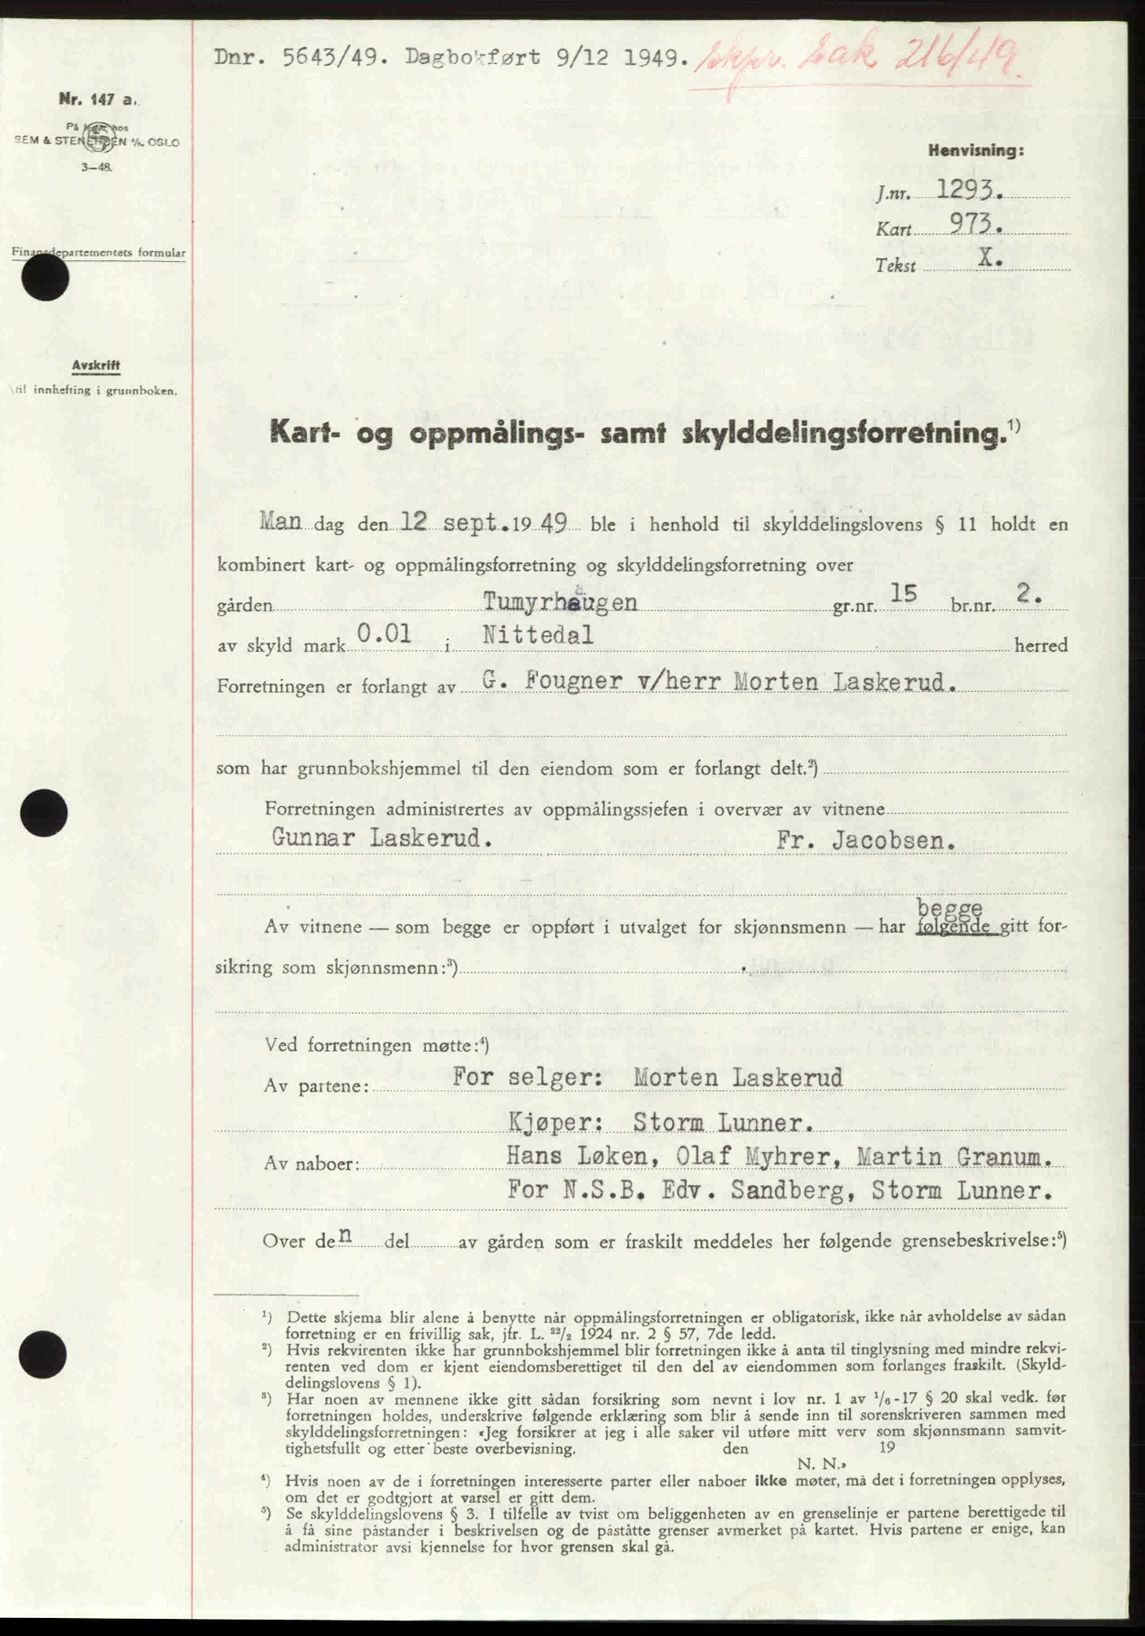 Dnr. 5643/49. Dagbokført 9/12 1949. skpr. sak 216/49.
Nr. 147 a.
På lager hos
SEM & STENERSEN A/S. OSLO
3-48.
Henvisning:
J.nr. 1293.
Kart 973.
Tekst X.
Finansdepartementets formular
Avskrift
til innhefting i grunnboken.
Kart- og oppmålings- samt skylddelingsforretning.¹)
Man dag den 12 sept. 19 49 ble i henhold til skylddelingslovens § 11 holdt en
kombinert kart- og oppmålingsforretning og skylddelingsforretning over
gården Tumyrhaugen gr.nr. 15 br.nr. 2.
av skyld mark 0.01 i Nittedal herred
Forretningen er forlangt av G. Fougner v/herr Morten Laskerud.
som har grunnbokshjemmel til den eiendom som er forlangt delt.²)
Forretningen administrertes av oppmålingssjefen i overvær av vitnene
Gunnar Laskerud. Fr. Jacobsen.
begge
Av vitnene — som begge er oppført i utvalget for skjønnsmenn — har følgende gitt for-
sikring som skjønnsmenn:³)
Ved forretningen møtte:⁴)
Av partene: For selger: Morten Laskerud
Kjøper: Storm Lunner.
Av naboer: Hans Løken, Olaf Myhrer, Martin Granum.
For N.S.B. Edv. Sandberg, Storm Lunner.
Over den del av gården som er fraskilt meddeles her følgende grensebeskrivelse:⁵)
¹) Dette skjema blir alene å benytte når oppmålingsforretningen er obligatorisk, ikke når avholdelse av sådan
forretning er en frivillig sak, jfr. L. ²²/₂ 1924 nr. 2 § 57, 7de ledd.
²) Hvis rekvirenten ikke har grunnbokshjemmel blir forretningen ikke å anta til tinglysning med mindre rekvi-
renten ved dom er kjent eiendomsberettiget til den del av eiendommen som forlanges fraskilt. (Skyld-
delingslovens § 1).
³) Har noen av mennene ikke gitt sådan forsikring som nevnt i lov nr. 1 av ¹/₆-17 § 20 skal vedk. før
forretningen holdes, underskrive følgende erklæring som blir å sende inn til sorenskriveren sammen med
skylddelingsforretningen: «Jeg forsikrer at jeg i alle saker vil utføre mitt verv som skjønnsmann samvit-
tighetsfullt og etter beste overbevisning. den 19
N. N.»
⁴) Hvis noen av de i forretningen interesserte parter eller naboer ikke møter, må det i forretningen opplyses,
om det er godtgjort at varsel er gitt dem.
⁵) Se skylddelingslovens § 3. I tilfelle av tvist om beliggenheten av en grenselinje er partene berettigede til
å få sine påstander i beskrivelsen og de påståtte grenser avmerket på kartet. Hvis partene er enige, kan
administrator avsi kjennelse for hvor grensen skal gå.